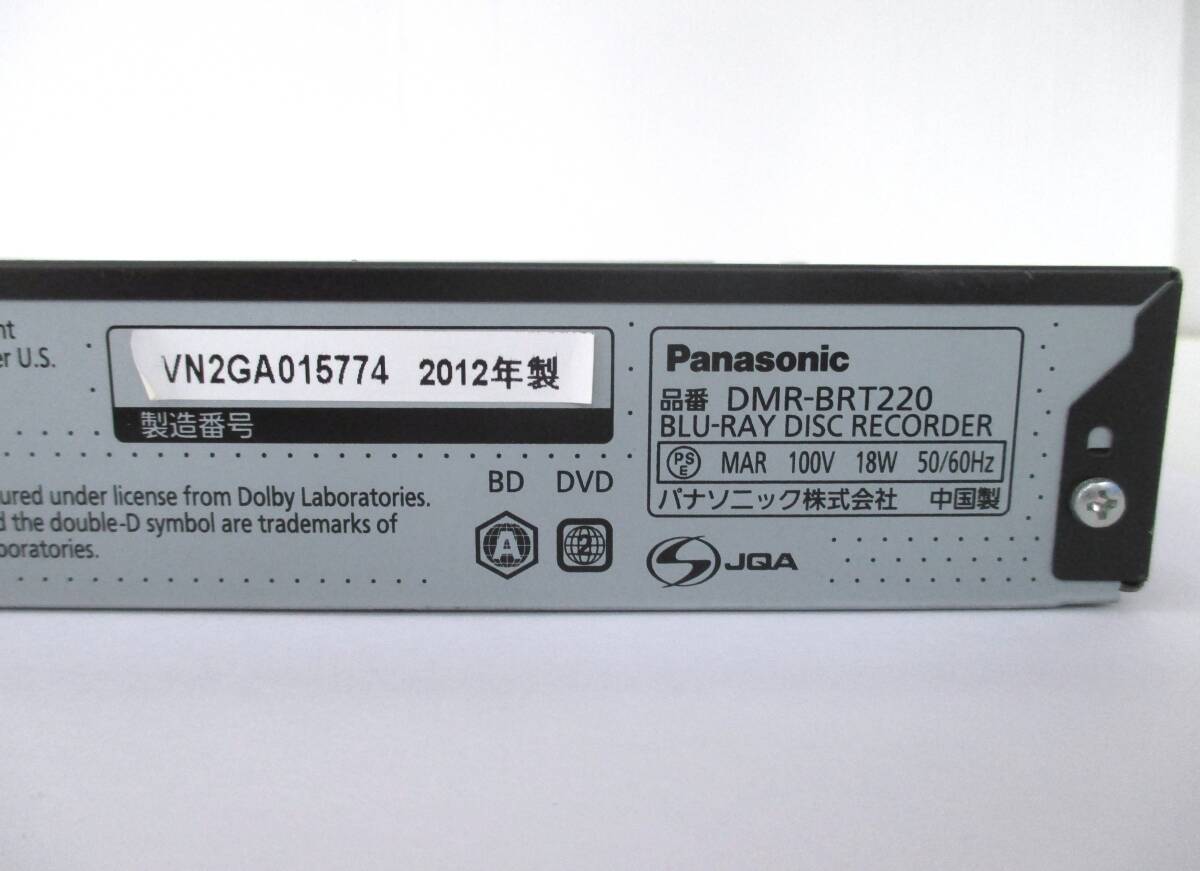 U.S.
VN2GA015774 2012年製
製造番号
under license from Dolby Laboratories.
the double-D symbol are trademarks of
BD DVD
A 2
Panasonic
品番 DMR-BRT220
BLU-RAY DISC RECORDER
PSE MAR 100V 18W 50/60Hz
パナソニック株式会社 中国製
JQA